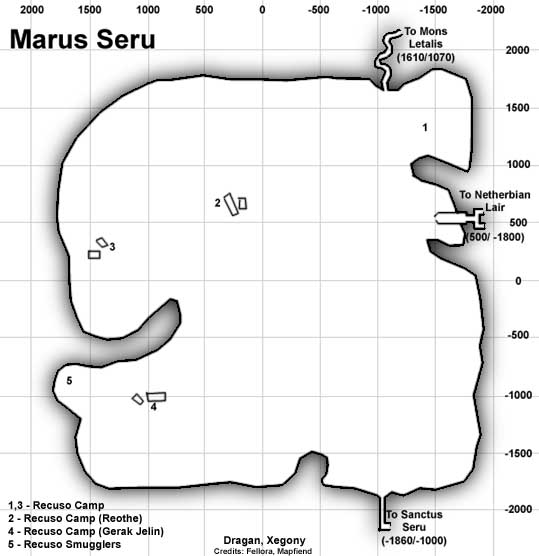 2000 1500 1000 500 0 -500 -1000 -1500 -2000
Marus Seru
To Mons
Letalis
(1610/1070)
2000
1500
1
1000
To Netherbian
Lair
2
500
(500/ -1800)
3
0
-500
5
-1000
4
-1500
-2000
1,3 - Recuso Camp
2 - Recuso Camp (Reothe)
4 - Recuso Camp (Gerak Jelin)
5 - Recuso Smugglers
Dragan, Xegony
Credits: Fellora, Mapfiend
To Sanctus
Seru
(-1860/-1000)